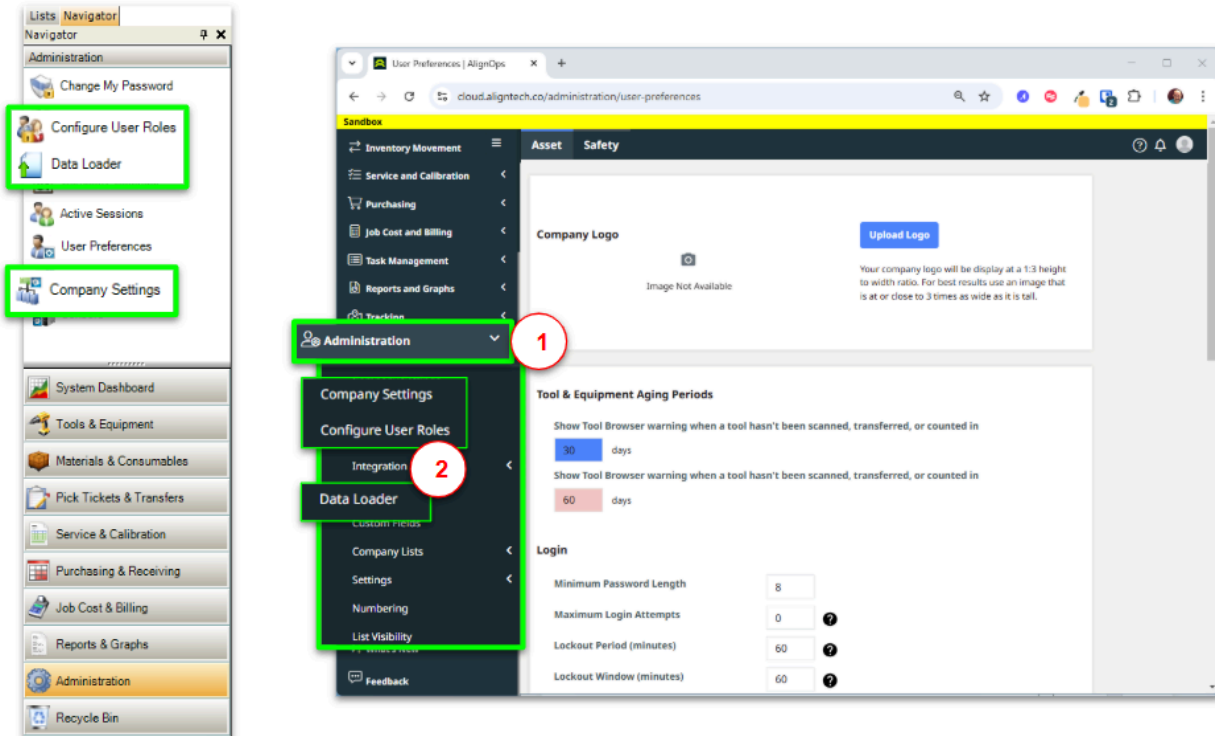 Lists Navigator
Navigator
Administration
Change My Password
Configure User Roles
Data Loader
Active Sessions
User Preferences
Company Settings
System Dashboard
Tools & Equipment
Materials & Consumables
Pick Tickets & Transfers
Service & Calibration
Purchasing & Receiving
Job Cost & Billing
Reports & Graphs
Administration
Recycle Bin
User Preferences | AlignOps
cloud.aligntech.co/administration/user-preferences
Sandbox
Inventory Movement
Service and Calibration
Purchasing
Job Cost and Billing
Task Management
Reports and Graphs
Tracking
Administration
1
Company Settings
Configure User Roles
Integration
2
Data Loader
Custom Fields
Company Lists
Settings
Numbering
List Visibility
What's New
Feedback
Asset Safety
Company Logo
Image Not Available
Upload Logo
Your company logo will be display at a 1:3 height
to width ratio. For best results use an image that
is at or close to 3 times as wide as it is tall.
Tool & Equipment Aging Periods
Show Tool Browser warning when a tool hasn't been scanned, transferred, or counted in
30 days
Show Tool Browser warning when a tool hasn't been scanned, transferred, or counted in
60 days
Login
Minimum Password Length 8
Maximum Login Attempts 0
Lockout Period (minutes) 60
Lockout Window (minutes) 60